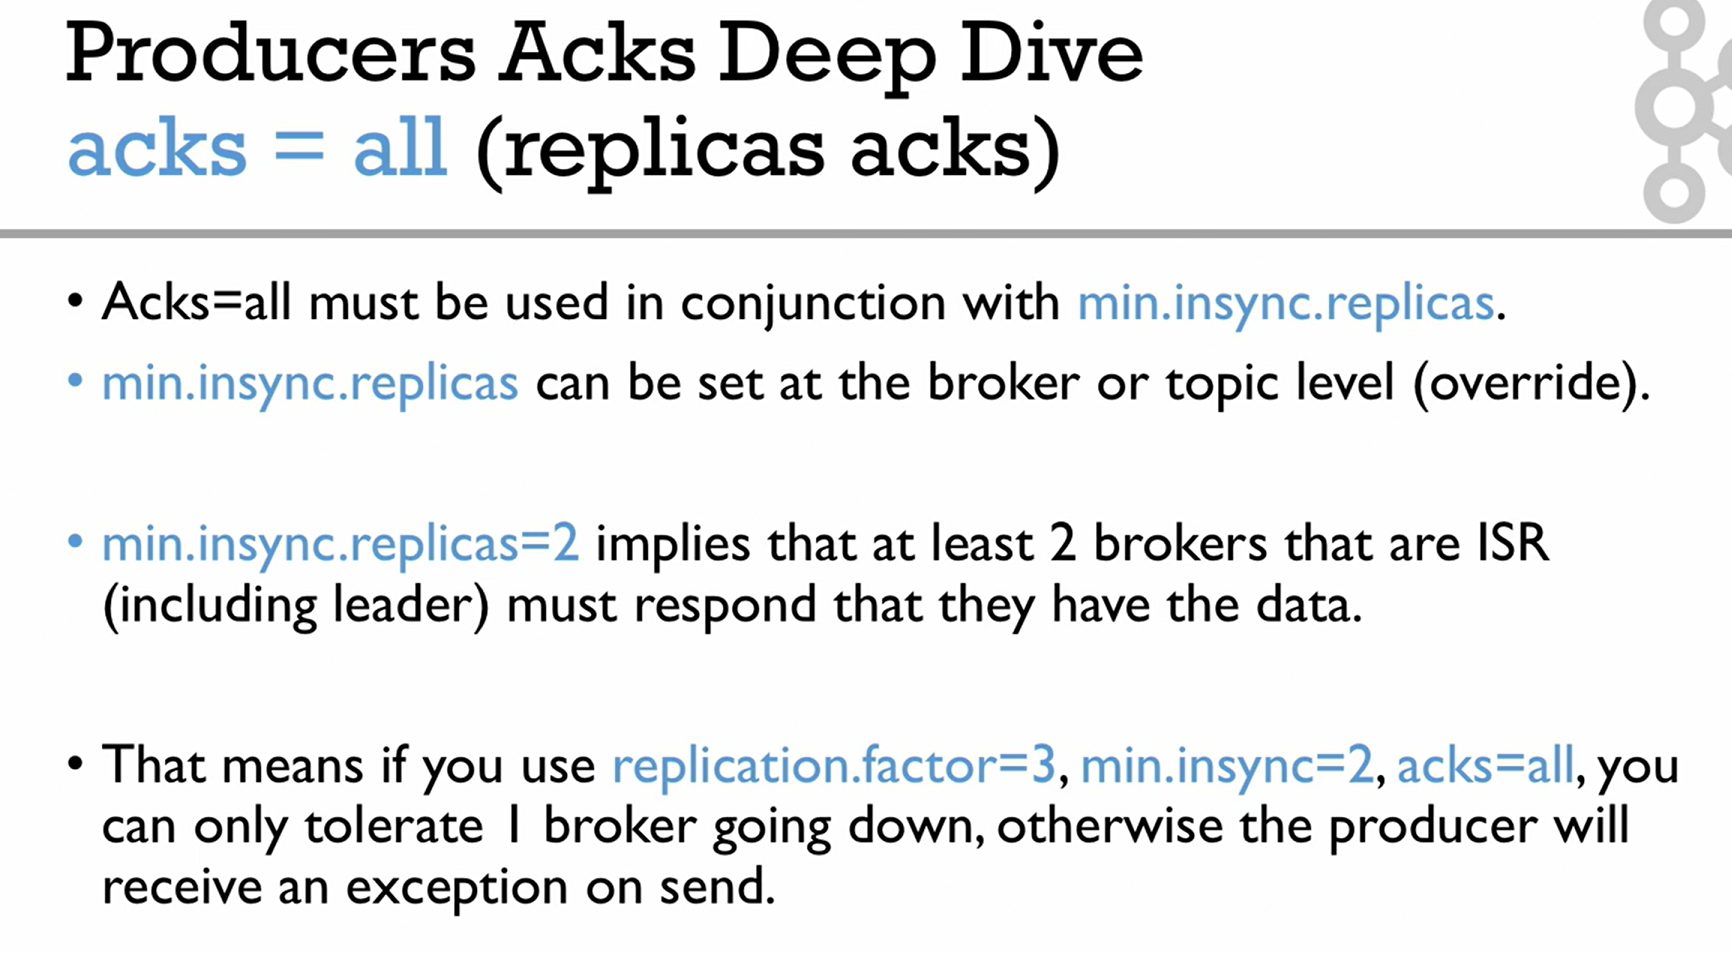 Producers Acks Deep Dive
acks = all (replicas acks)
• Acks=all must be used in conjunction with min.insync.replicas.
• min.insync.replicas can be set at the broker or topic level (override).
• min.insync.replicas=2 implies that at least 2 brokers that are ISR
(including leader) must respond that they have the data.
• That means if you use replication.factor=3, min.insync=2, acks=all, you
can only tolerate 1 broker going down, otherwise the producer will
receive an exception on send.